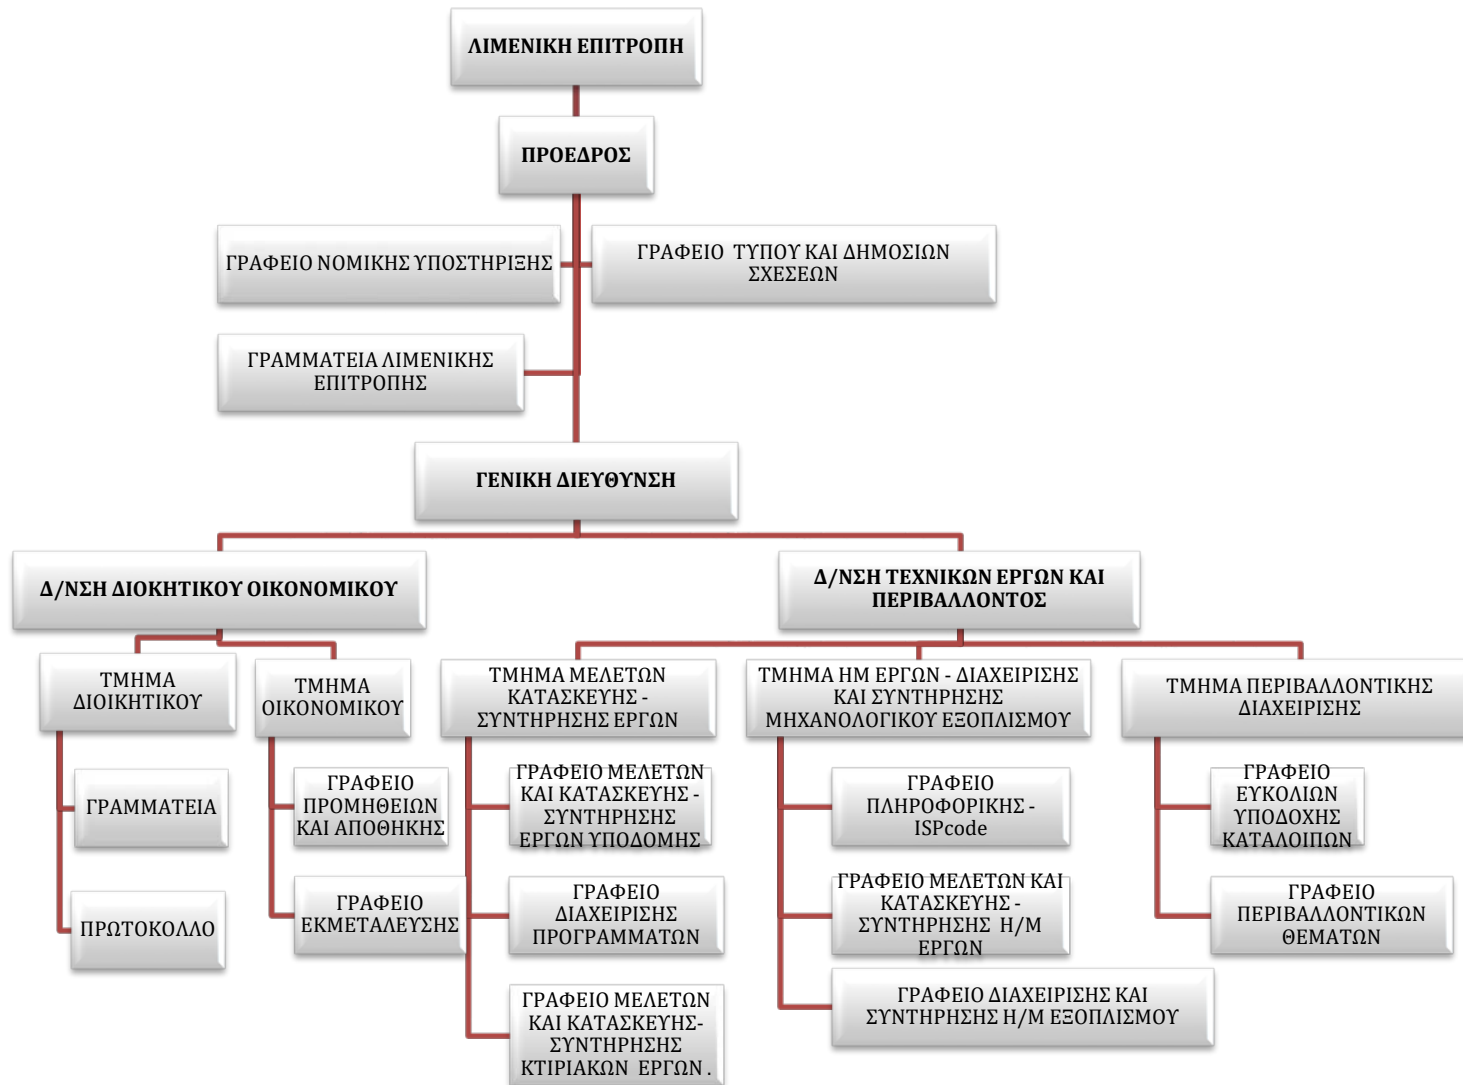 ΛΙΜΕΝΙΚΗ ΕΠΙΤΡΟΠΗ
ΠΡΟΕΔΡΟΣ
ΓΡΑΦΕΙΟ ΝΟΜΙΚΗΣ ΥΠΟΣΤΗΡΙΞΗΣ
ΓΡΑΦΕΙΟ ΤΥΠΟΥ ΚΑΙ ΔΗΜΟΣΙΩΝ
ΣΧΕΣΕΩΝ
ΓΡΑΜΜΑΤΕΙΑ ΛΙΜΕΝΙΚΗΣ
ΕΠΙΤΡΟΠΗΣ
ΓΕΝΙΚΗ ΔΙΕΥΘΥΝΣΗ
Δ/ΝΣΗ ΔΙΟΚΗΤΙΚΟΥ ΟΙΚΟΝΟΜΙΚΟΥ
Δ/ΝΣΗ ΤΕΧΝΙΚΩΝ ΕΡΓΩΝ ΚΑΙ
ΠΕΡΙΒΑΛΛΟΝΤΟΣ
ΤΜΗΜΑ
ΔΙΟΙΚΗΤΙΚΟΥ
ΤΜΗΜΑ
ΟΙΚΟΝΟΜΙΚΟΥ
ΤΜΗΜΑ ΜΕΛΕΤΩΝ
ΚΑΤΑΣΚΕΥΗΣ -
ΣΥΝΤΗΡΗΣΗΣ ΕΡΓΩΝ
ΤΜΗΜΑ ΗΜ ΕΡΓΩΝ - ΔΙΑΧΕΙΡΙΣΗΣ
ΚΑΙ ΣΥΝΤΗΡΗΣΗΣ
ΜΗΧΑΝΟΛΟΓΙΚΟΥ ΕΞΟΠΛΙΣΜΟΥ
ΤΜΗΜΑ ΠΕΡΙΒΑΛΛΟΝΤΙΚΗΣ
ΔΙΑΧΕΙΡΙΣΗΣ
ΓΡΑΜΜΑΤΕΙΑ
ΠΡΩΤΟΚΟΛΛΟ
ΓΡΑΦΕΙΟ
ΠΡΟΜΗΘΕΙΩΝ
ΚΑΙ ΑΠΟΘΗΚΗΣ
ΓΡΑΦΕΙΟ
ΕΚΜΕΤΑΛΕΥΣΗΣ
ΓΡΑΦΕΙΟ ΜΕΛΕΤΩΝ
ΚΑΙ ΚΑΤΑΣΚΕΥΗΣ -
ΣΥΝΤΗΡΗΣΗΣ
ΕΡΓΩΝ ΥΠΟΔΟΜΗΣ
ΓΡΑΦΕΙΟ
ΔΙΑΧΕΙΡΙΣΗΣ
ΠΡΟΓΡΑΜΜΑΤΩΝ
ΓΡΑΦΕΙΟ ΜΕΛΕΤΩΝ
ΚΑΙ ΚΑΤΑΣΚΕΥΗΣ-
ΣΥΝΤΗΡΗΣΗΣ
ΚΤΙΡΙΑΚΩΝ ΕΡΓΩΝ .
ΓΡΑΦΕΙΟ
ΠΛΗΡΟΦΟΡΙΚΗΣ -
ISPcode
ΓΡΑΦΕΙΟ ΜΕΛΕΤΩΝ ΚΑΙ
ΚΑΤΑΣΚΕΥΗΣ -
ΣΥΝΤΗΡΗΣΗΣ Η/Μ
ΕΡΓΩΝ
ΓΡΑΦΕΙΟ ΔΙΑΧΕΙΡΙΣΗΣ ΚΑΙ
ΣΥΝΤΗΡΗΣΗΣ Η/Μ ΕΞΟΠΛΙΣΜΟΥ
ΓΡΑΦΕΙΟ
ΕΥΚΟΛΙΩΝ
ΥΠΟΔΟΧΗΣ
ΚΑΤΑΛΟΙΠΩΝ
ΓΡΑΦΕΙΟ
ΠΕΡΙΒΑΛΛΟΝΤΙΚΩΝ
ΘΕΜΑΤΩΝ